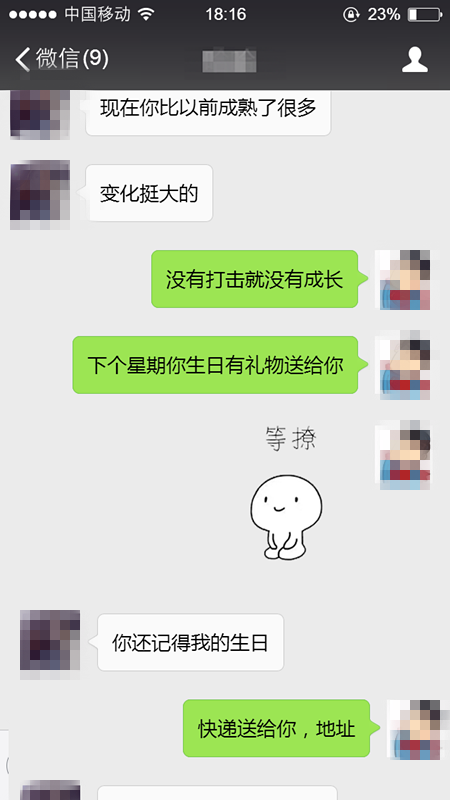 中国移动 18:16 23%
微信(9)
现在你比以前成熟了很多
变化挺大的
没有打击就没有成长
下个星期你生日有礼物送给你
等撩
你还记得我的生日
快递送给你，地址